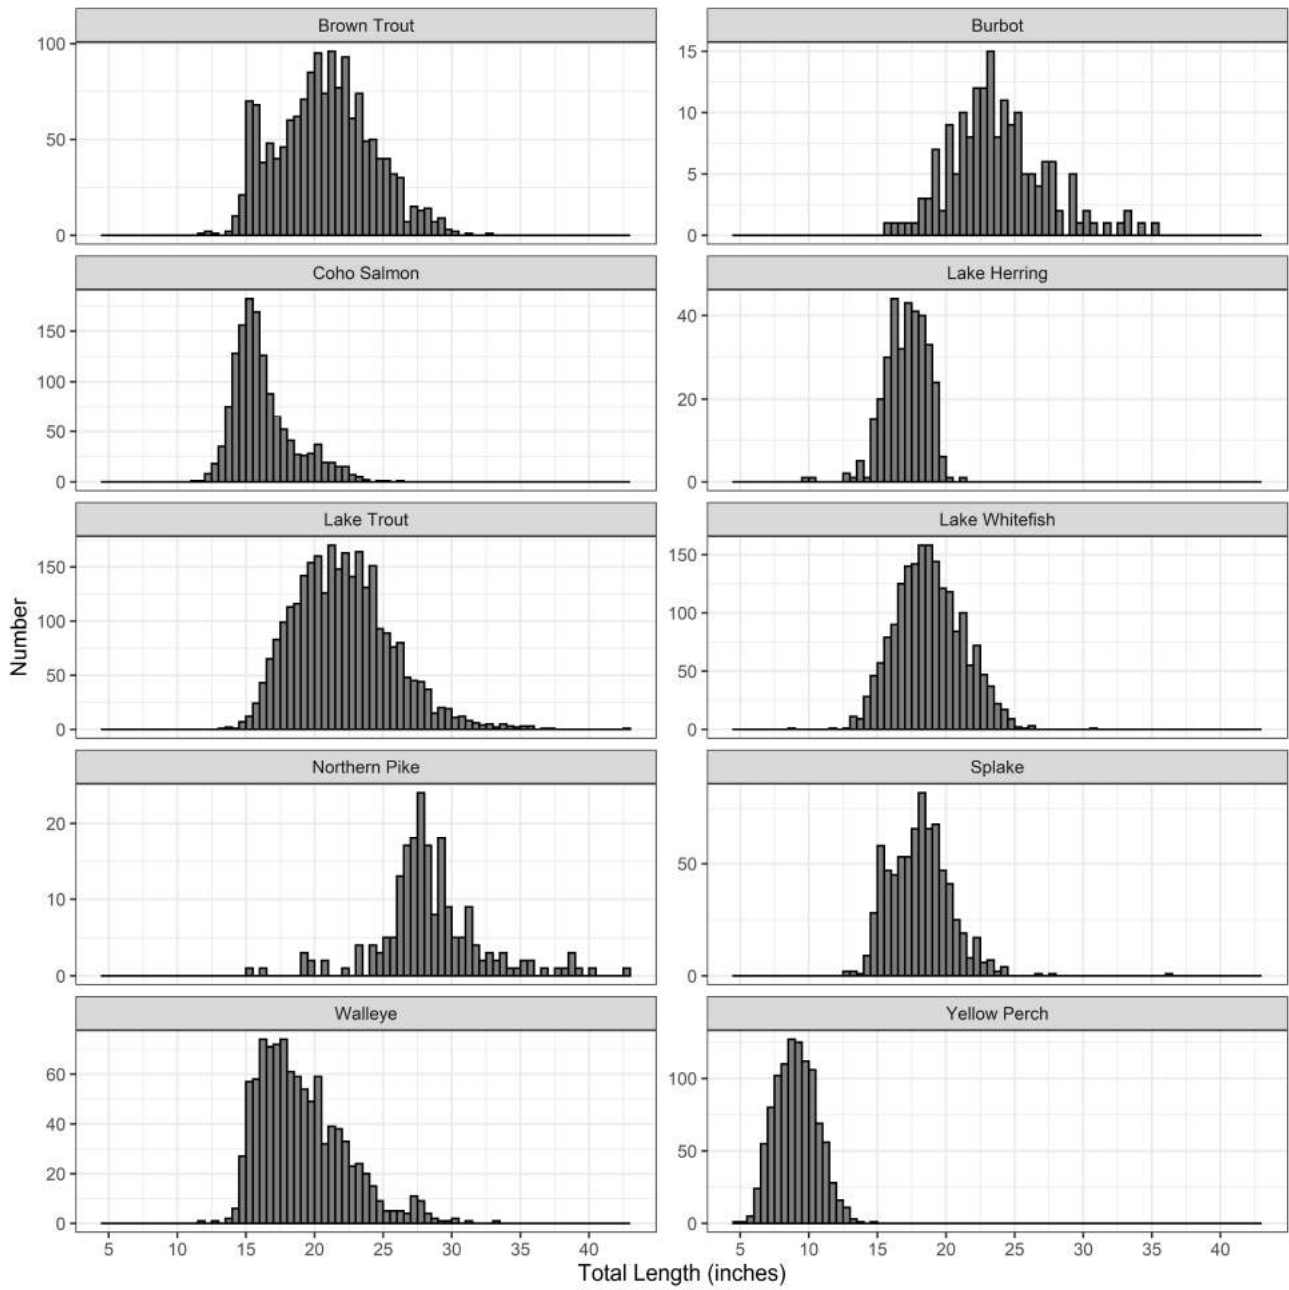 Brown Trout
Burbot
100
50
0
15
10
5
0
Coho Salmon
Lake Herring
150
100
50
0
40
20
0
Lake Trout
Lake Whitefish
150
100
50
0
150
100
50
0
Northern Pike
Splake
20
10
0
50
0
Walleye
Yellow Perch
60
40
20
0
100
50
0
5 10 15 20 25 30 35 40
5 10 15 20 25 30 35 40
Number
Total Length (inches)